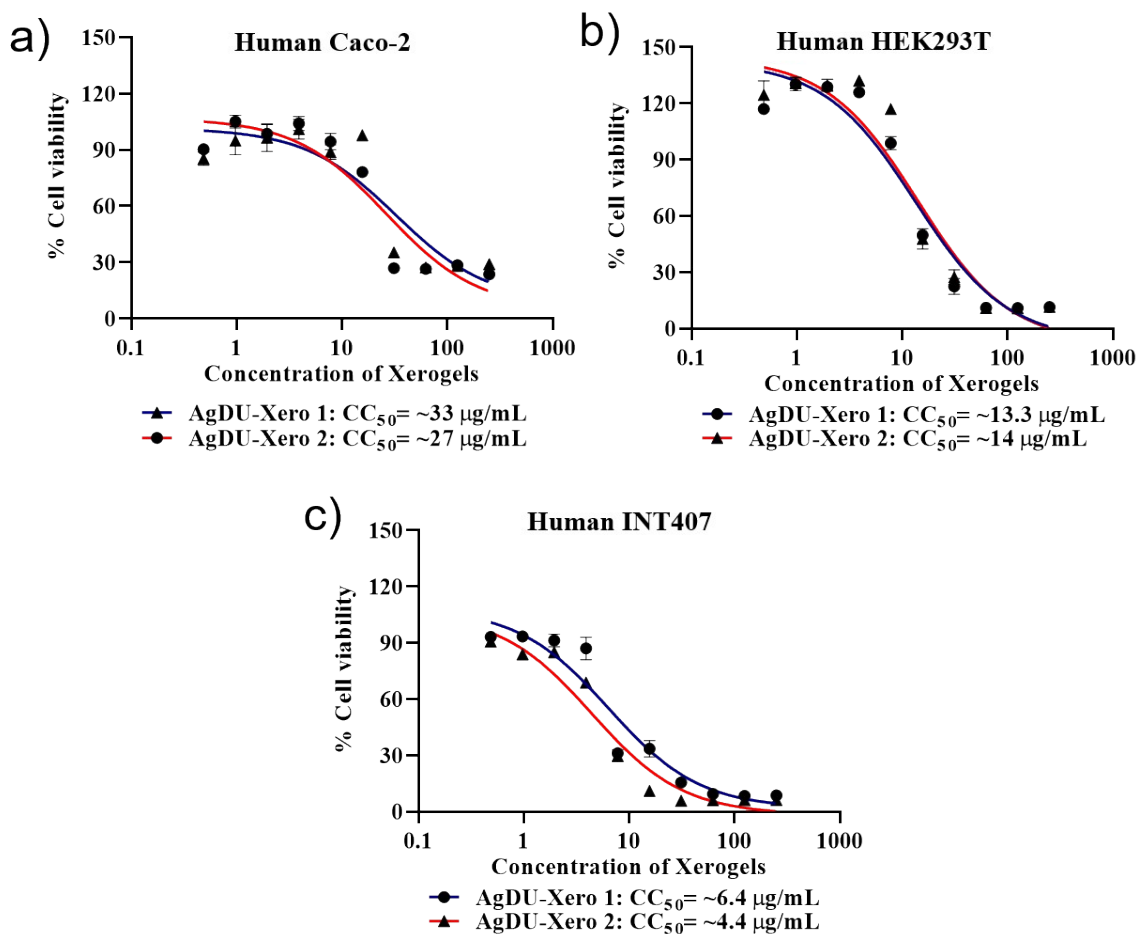 a)
Human Caco-2
% Cell viability
150
120
90
60
30
0
0.1 1 10 100 1000
Concentration of Xerogels
AgDU-Xero 1: CC50= ~33 μg/mL
AgDU-Xero 2: CC50= ~27 μg/mL
b)
Human HEK293T
% Cell viability
150
120
90
60
30
0
0.1 1 10 100 1000
Concentration of Xerogels
AgDU-Xero 1: CC50= ~13.3 μg/mL
AgDU-Xero 2: CC50= ~14 μg/mL
c)
Human INT407
% Cell viability
150
120
90
60
30
0
0.1 1 10 100 1000
Concentration of Xerogels
AgDU-Xero 1: CC50= ~6.4 μg/mL
AgDU-Xero 2: CC50= ~4.4 μg/mL